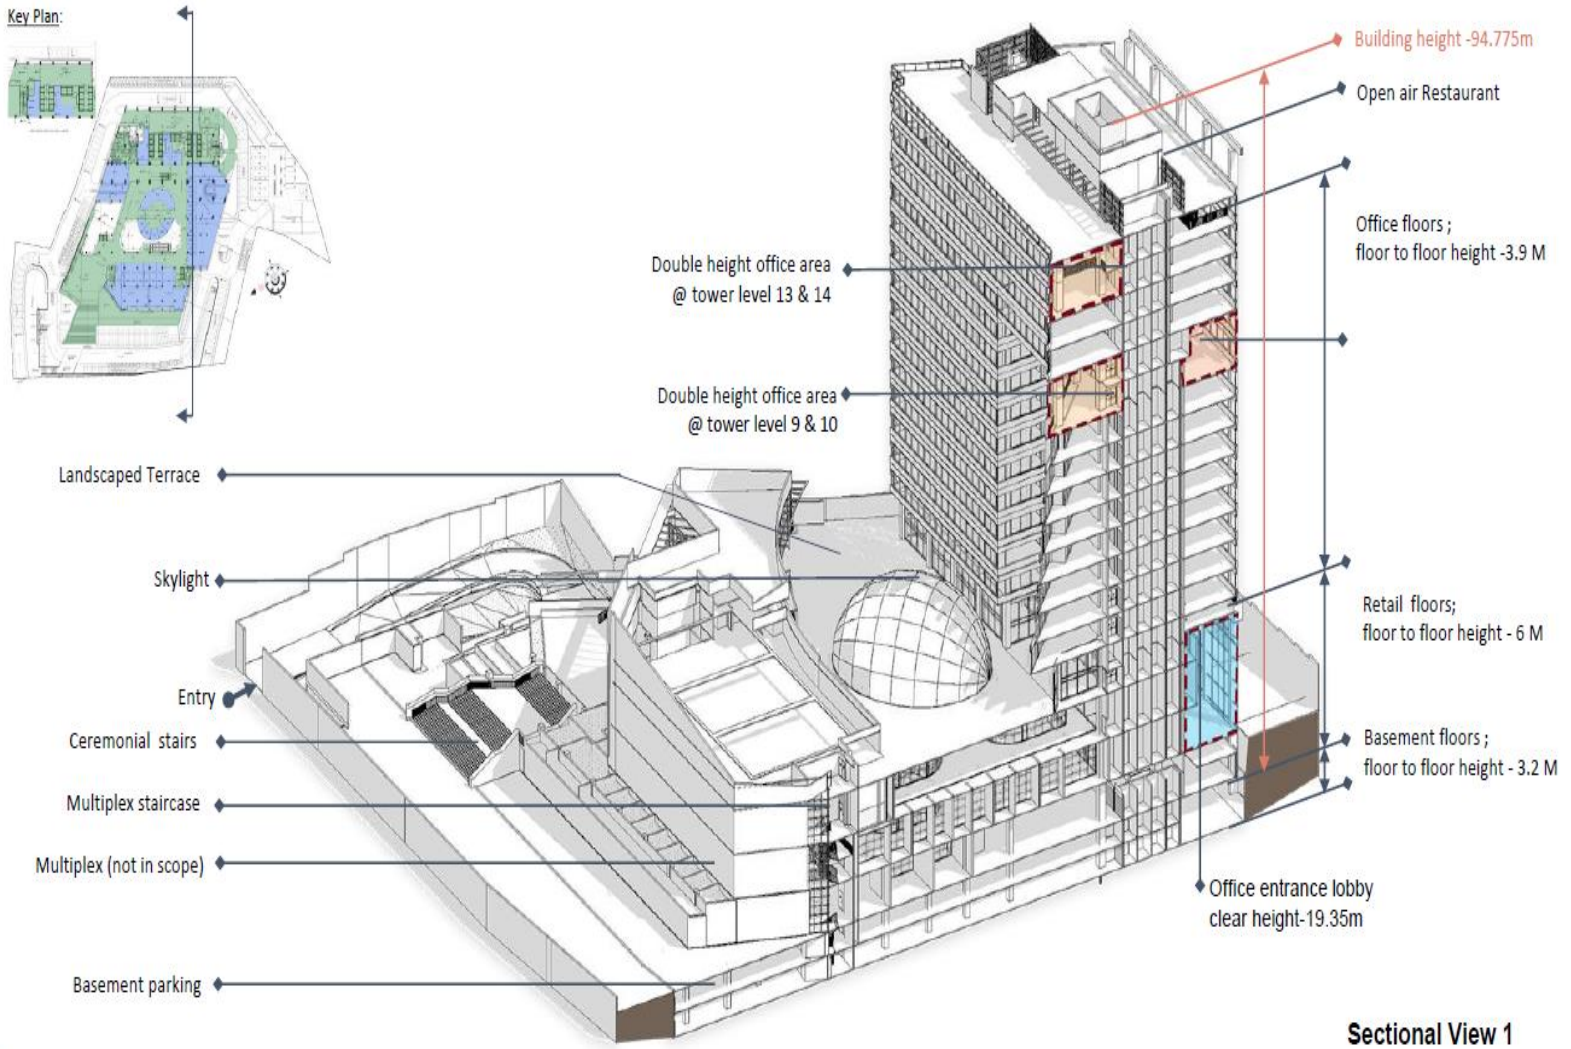 Key Plan:
Building height -94.775m
Open air Restaurant
Office floors ;
floor to floor height -3.9 M
Double height office area
@ tower level 13 & 14
Double height office area
@ tower level 9 & 10
Landscaped Terrace
Skylight
Retail floors;
floor to floor height - 6 M
Entry
Ceremonial stairs
Basement floors ;
floor to floor height - 3.2 M
Multiplex staircase
Multiplex (not in scope)
Office entrance lobby
clear height-19.35m
Basement parking
Sectional View 1